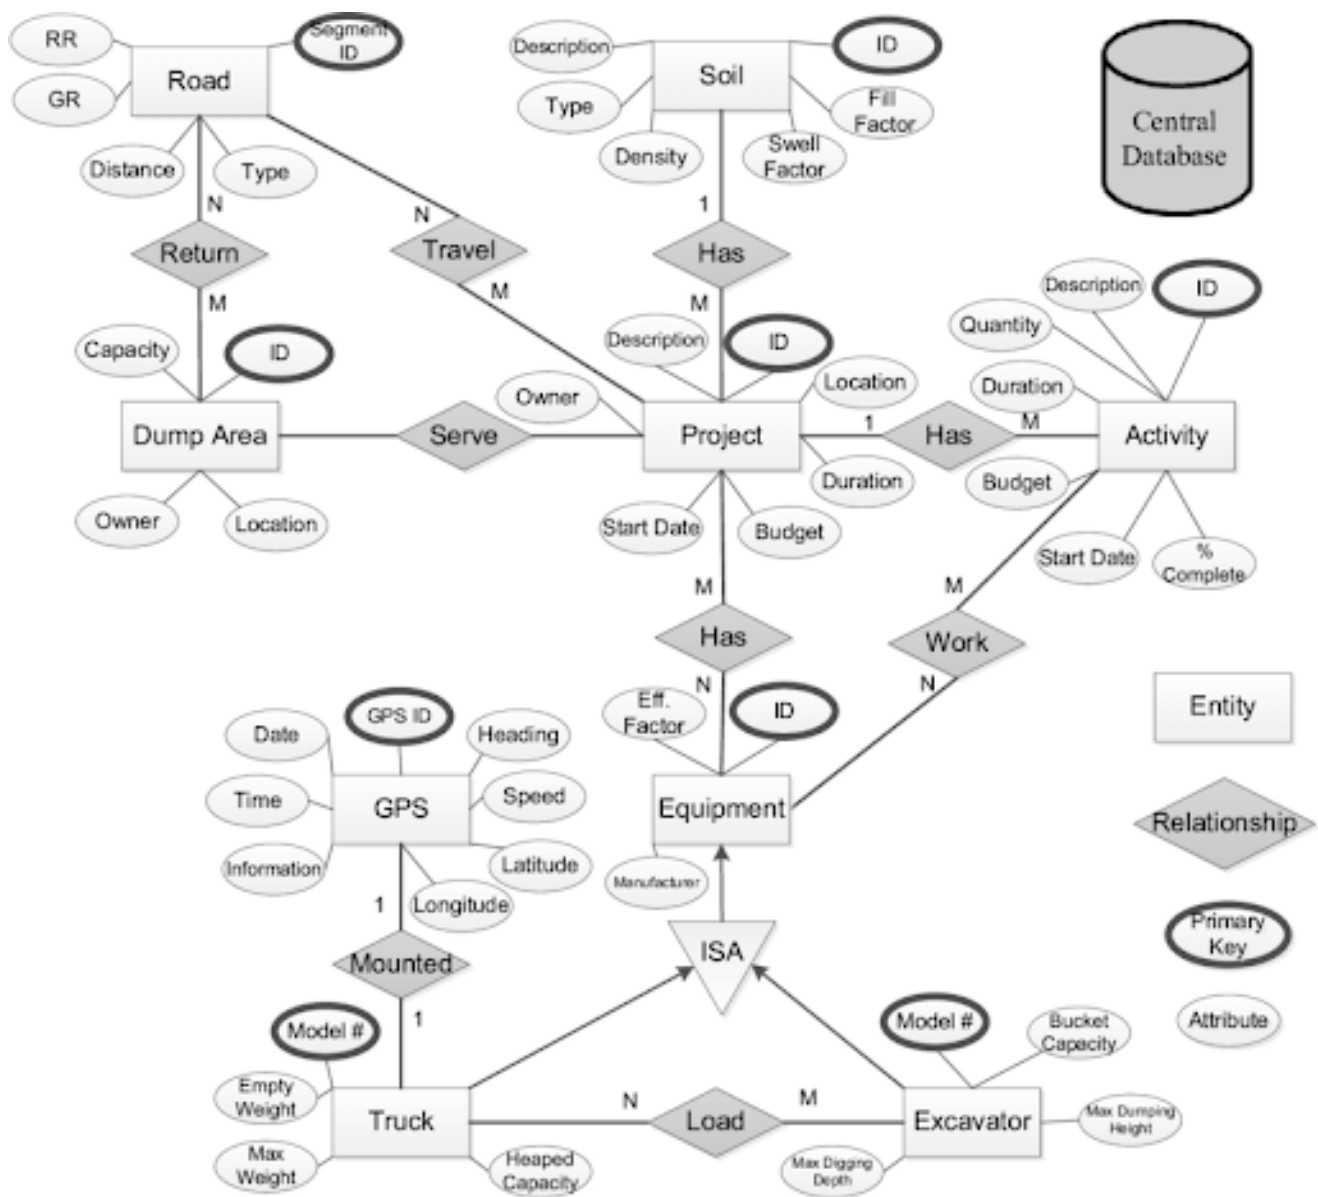 RR
Segment
ID
Road
GR
Distance
Type
N
Return
M
N
Travel
M
Description
ID
Soil
Type
Fill
Factor
Density
Swell
Factor
1
Has
M
Central
Database
Description
ID
Quantity
Duration
Activity
Budget
Start Date
%
Complete
Capacity
ID
Dump Area
Owner
Location
Serve
Description
ID
Owner
Location
Project
Duration
Start Date
Budget
1
Has
M
M
Has
N
M
Work
N
Eff.
Factor
ID
Equipment
Manufacturer
ISA
GPS ID
Date
Heading
Time
GPS
Speed
Information
Latitude
Longitude
1
Mounted
1
Model #
Empty
Weight
Truck
Max
Weight
Heaped
Capacity
N
Load
M
Model #
Bucket
Capacity
Excavator
Max Dumping
Height
Max Digging
Depth
Entity
Relationship
Primary
Key
Attribute